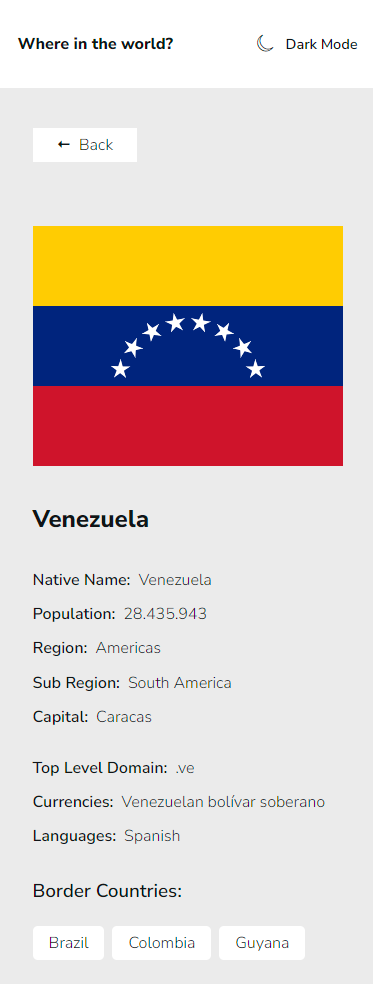 Where in the world? Dark Mode
← Back
Venezuela
Native Name: Venezuela
Population: 28.435.943
Region: Americas
Sub Region: South America
Capital: Caracas
Top Level Domain: .ve
Currencies: Venezuelan bolívar soberano
Languages: Spanish
Border Countries:
Brazil Colombia Guyana